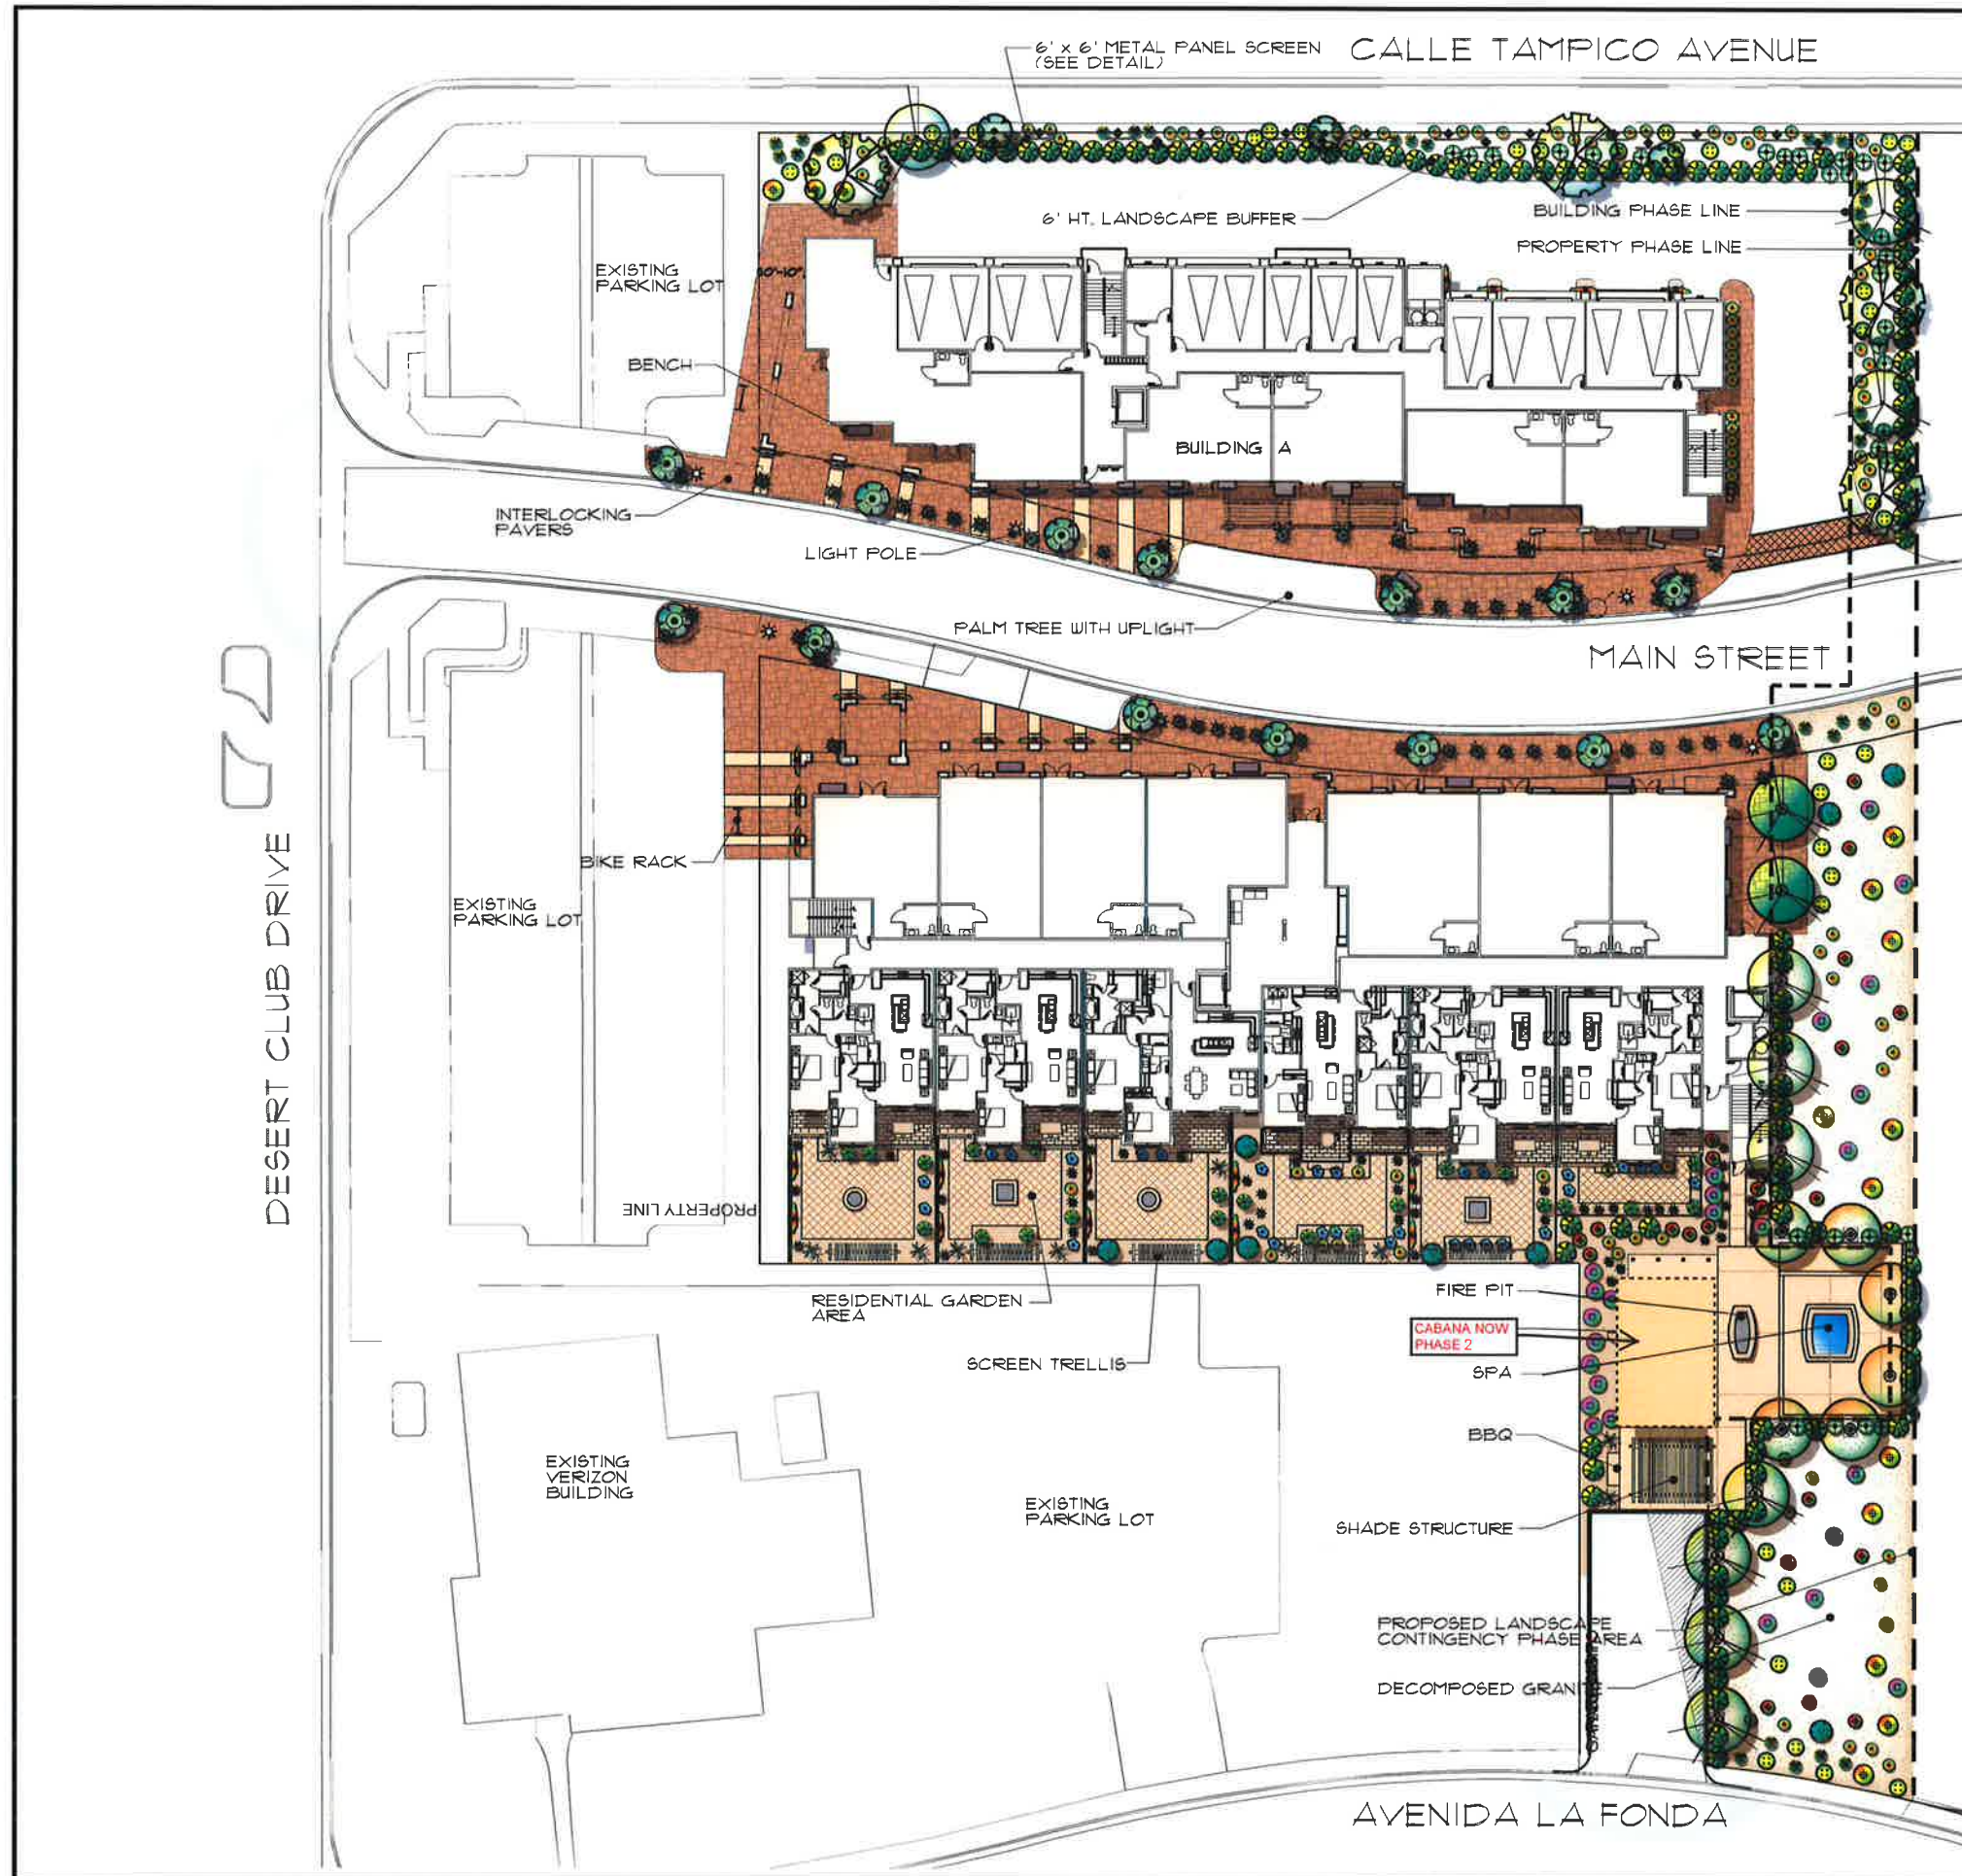 6' x 6' METAL PANEL SCREEN
(SEE DETAIL)
CALLE TAMPICO AVENUE
6' HT. LANDSCAPE BUFFER
BUILDING PHASE LINE
PROPERTY PHASE LINE
EXISTING
PARKING LOT
BENCH
BUILDING A
INTERLOCKING
PAVERS
LIGHT POLE
PALM TREE WITH UPLIGHT
MAIN STREET
DESERT CLUB DRIVE
BIKE RACK
EXISTING
PARKING LOT
PROPERTY LINE
RESIDENTIAL GARDEN
AREA
SCREEN TRELLIS
FIRE PIT
CABANA NOW
PHASE 2
SPA
BBQ
EXISTING
VERIZON
BUILDING
EXISTING
PARKING LOT
SHADE STRUCTURE
PROPOSED LANDSCAPE
CONTINGENCY PHASE AREA
DECOMPOSED GRANITE
AVENIDA LA FONDA